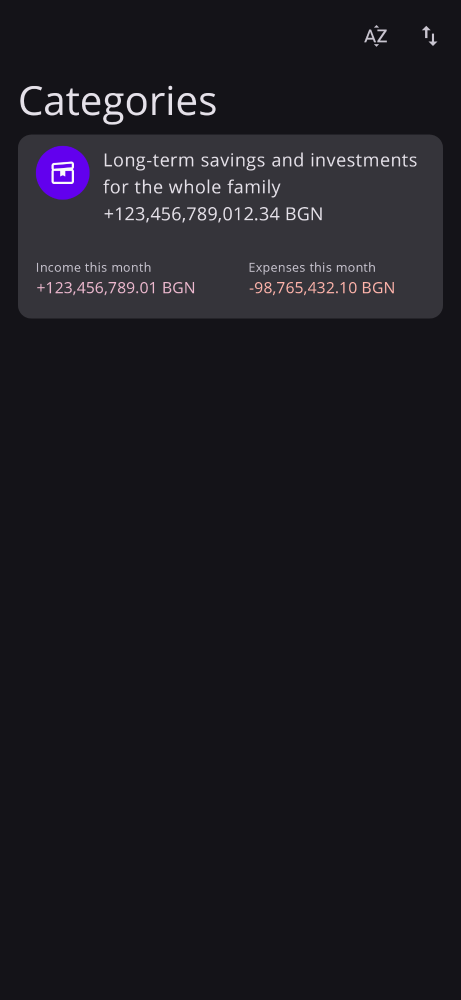 AZ
Categories
Long-term savings and investments
for the whole family
+123,456,789,012.34 BGN
Income this month
Expenses this month
+123,456,789.01 BGN
-98,765,432.10 BGN